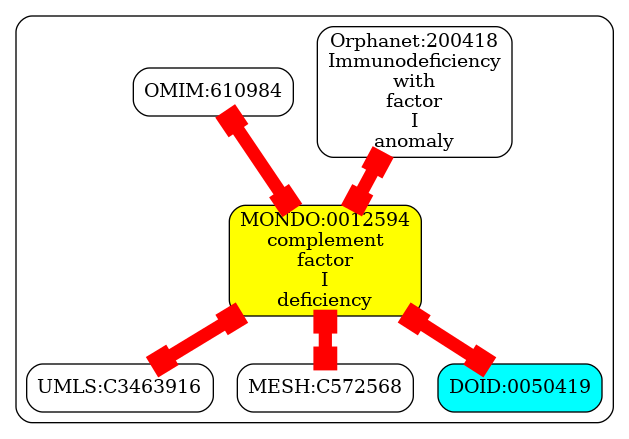 OMIM:610984
Orphanet:200418
Immunodeficiency
with
factor
I
anomaly
MONDO:0012594
complement
factor
I
deficiency
UMLS:C3463916
MESH:C572568
DOID:0050419